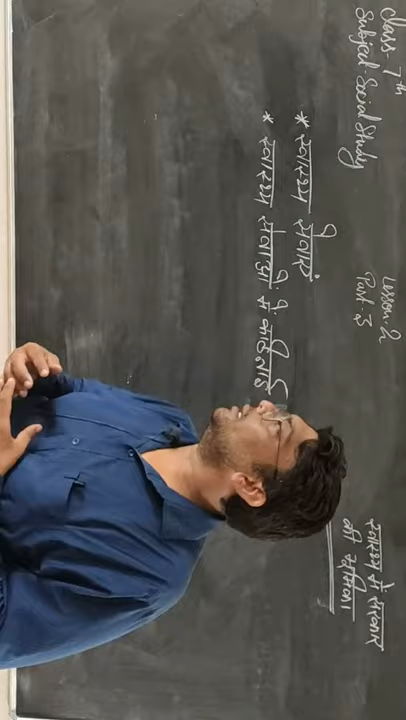 Class - 7th
Subject - Social Study
Lesson - 2
Part - 3
स्वास्थ्य में सरकार
की भूमिका
* स्वास्थ्य सेवाएं
* स्वास्थ्य सेवाओं में कठिनाई